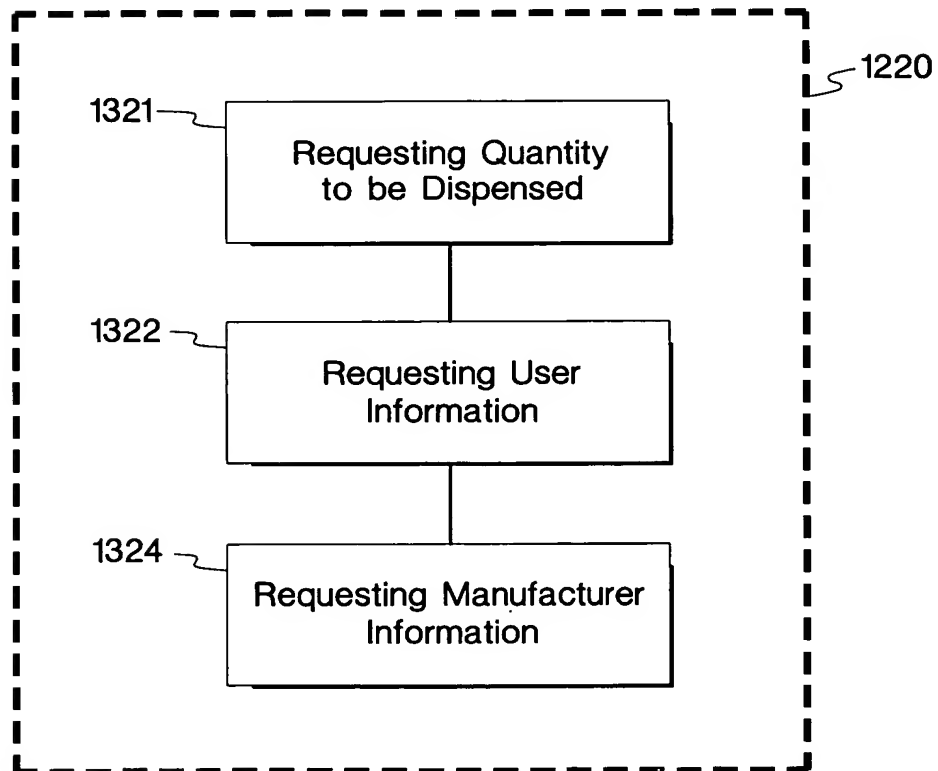 1220
1321
Requesting Quantity
to be Dispensed
1322
Requesting User
Information
1324
Requesting Manufacturer
Information